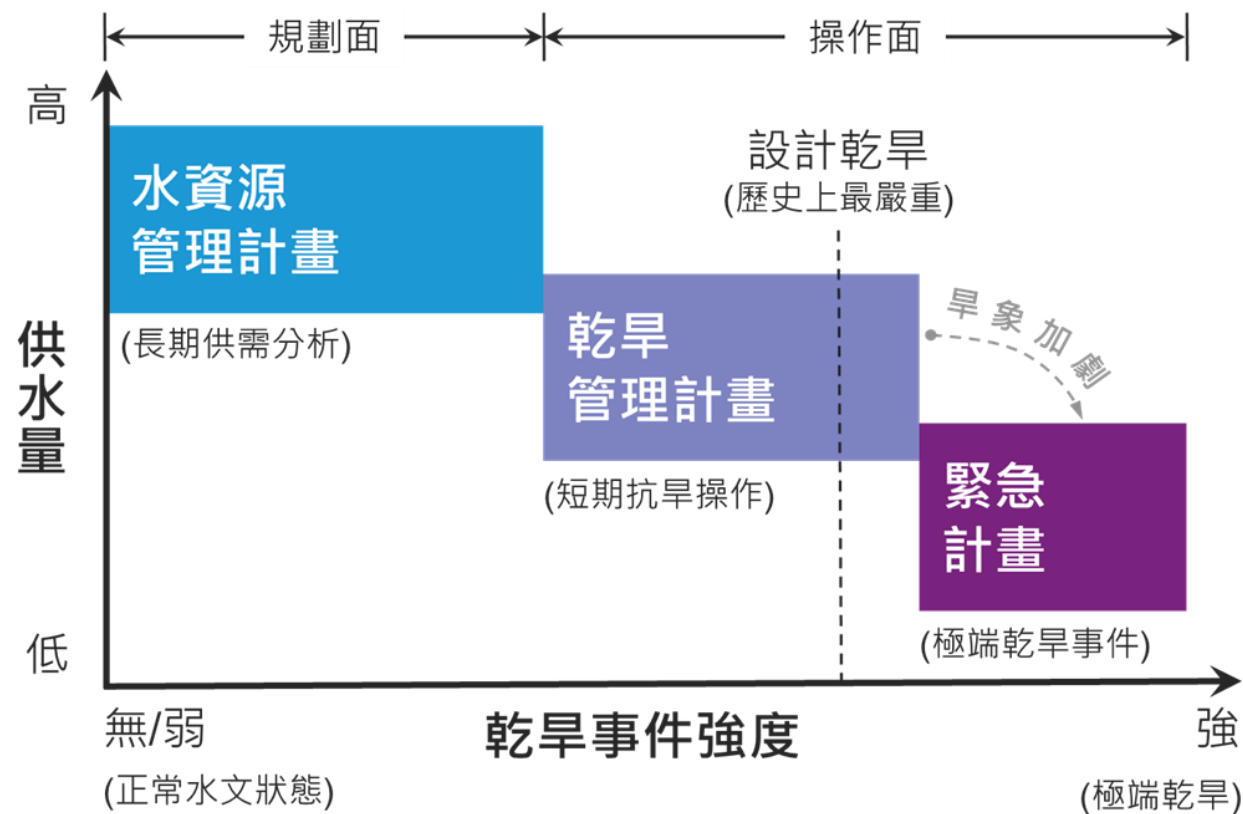 規劃面
操作面
高
水資源
管理計畫
(長期供需分析)
設計乾旱
(歷史上最嚴重)
乾旱
管理計畫
(短期抗旱操作)
旱象加劇
緊急
計畫
(極端乾旱事件)
供水量
低
無/弱
(正常水文狀態)
乾旱事件強度
強
(極端乾旱)